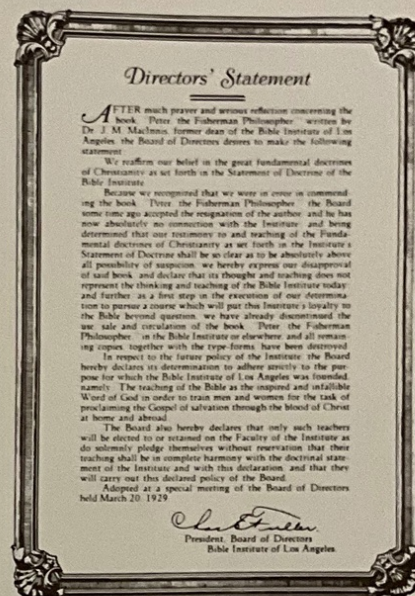 Directors' Statement
AFTER much prayer and serious reflection concerning the
book, "Peter, the Fisherman Philosopher," written by
Dr. J. M. MacInnis, former dean of the Bible Institute of Los
Angeles, the Board of Directors desires to make the following
statement:
We reaffirm our belief in the great fundamental doctrines
of Christianity as set forth in the Statement of Doctrine of the
Bible Institute.
Because we recognized that we were in error in commend-
ing the book, "Peter, the Fisherman Philosopher," the Board
some time ago accepted the resignation of the author, and he has
now absolutely no connection with the Institute; and being
determined that our testimony to and teaching of the Funda-
mental doctrines of Christianity as set forth in the Institute's
Statement of Doctrine shall be so clear as to be absolutely above
all possibility of suspicion, we hereby express our disapproval
of said book, and declare that its thought and teaching does not
represent the thinking and teaching of the Bible Institute today;
and further, as a first step in the execution of our determina-
tion to pursue a course which will put this Institute's loyalty to
the Bible beyond question, we have already discontinued the
use, sale and circulation of the book, "Peter, the Fisherman
Philosopher," in the Bible Institute or elsewhere, and all remain-
ing copies, together with the type-forms, have been destroyed.
In respect to the future policy of the Institute, the Board
hereby declares its determination to adhere strictly to the pur-
pose for which the Bible Institute of Los Angeles was founded,
namely: The teaching of the Bible as the inspired and infallible
Word of God in order to train men and women for the task of
proclaiming the Gospel of salvation through the blood of Christ
at home and abroad.
The Board also hereby declares that only such teachers
will be elected to or retained on the Faculty of the Institute as
do solemnly pledge themselves without reservation that their
teaching shall be in complete harmony with the doctrinal state-
ment of the Institute and with this declaration, and that they
will carry out this declared policy of the Board.
Adopted at a special meeting of the Board of Directors
held March 20, 1929.
Chas E Fuller.
President, Board of Directors
Bible Institute of Los Angeles.